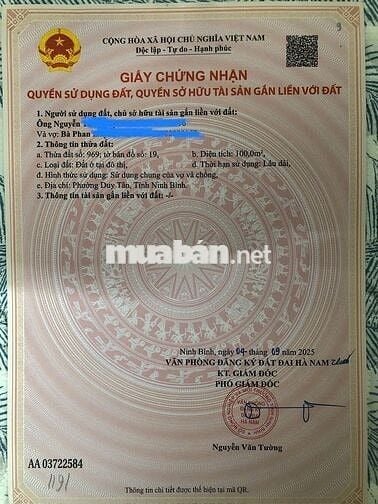 9
CỘNG HÒA XÃ HỘI CHỦ NGHĨA VIỆT NAM
Độc lập - Tự do - Hạnh phúc
GIẤY CHỨNG NHẬN
QUYỀN SỬ DỤNG ĐẤT, QUYỀN SỞ HỮU TÀI SẢN GẮN LIỀN VỚI ĐẤT
1. Người sử dụng đất, chủ sở hữu tài sản gắn liền với đất:
Ông Nguyễn
Và vợ: Bà Phan
2. Thông tin thửa đất:
a. Thửa đất số: 969; tờ bản đồ số: 19, b. Diện tích: 100,0m²,
c. Loại đất: Đất ở tại đô thị, d. Thời hạn sử dụng: Lâu dài,
đ. Hình thức sử dụng: Sử dụng chung của vợ và chồng,
e. Địa chỉ: Phường Duy Tân, Tỉnh Ninh Bình.
3. Thông tin tài sản gắn liền với đất: -/-
muaban.net
Ninh Bình, ngày 04 tháng 09 năm 2025
VĂN PHÒNG ĐĂNG KÝ ĐẤT ĐAI HÀ NAM
KT. GIÁM ĐỐC
PHÓ GIÁM ĐỐC
VĂN PHÒNG
HÀ NAM
Nguyễn Văn Tường
AA 03722584
1191
Thông tin chi tiết được thể hiện tại mã QR.